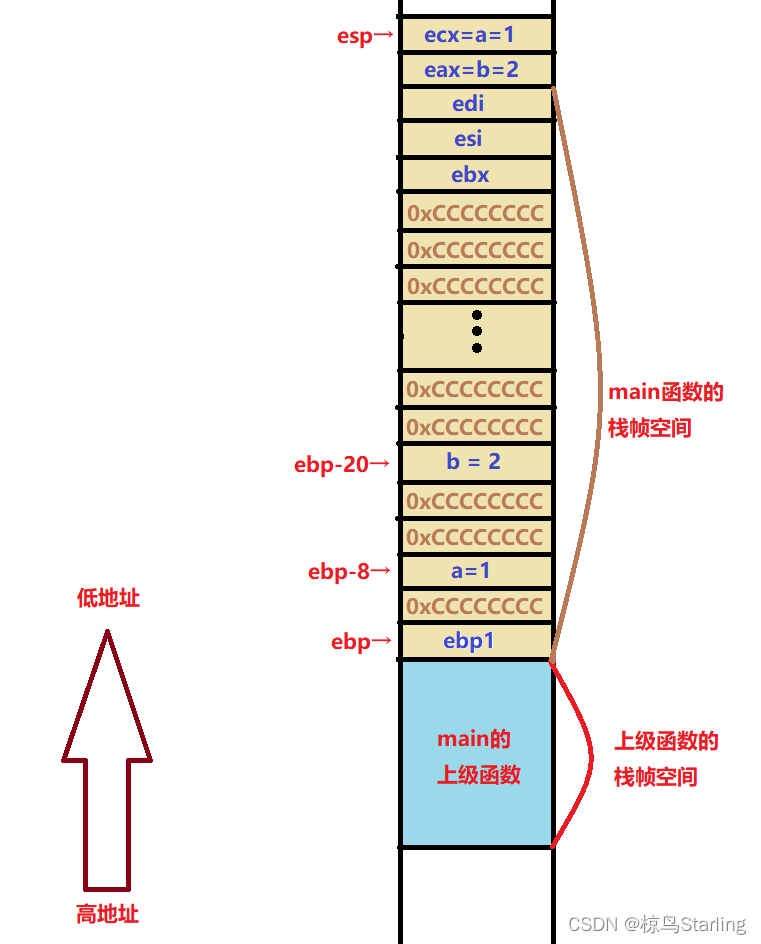 esp→ ecx=a=1
eax=b=2
edi
esi
ebx
0xCCCCCCCC
0xCCCCCCCC
0xCCCCCCCC
0xCCCCCCCC
main函数的
栈帧空间
0xCCCCCCCC
ebp-20→ b = 2
0xCCCCCCCC
0xCCCCCCCC
ebp-8→ a=1
低地址
0xCCCCCCCC
ebp→ ebp1
main的
上级函数
上级函数的
栈帧空间
高地址
CSDN @椋鸟Starling